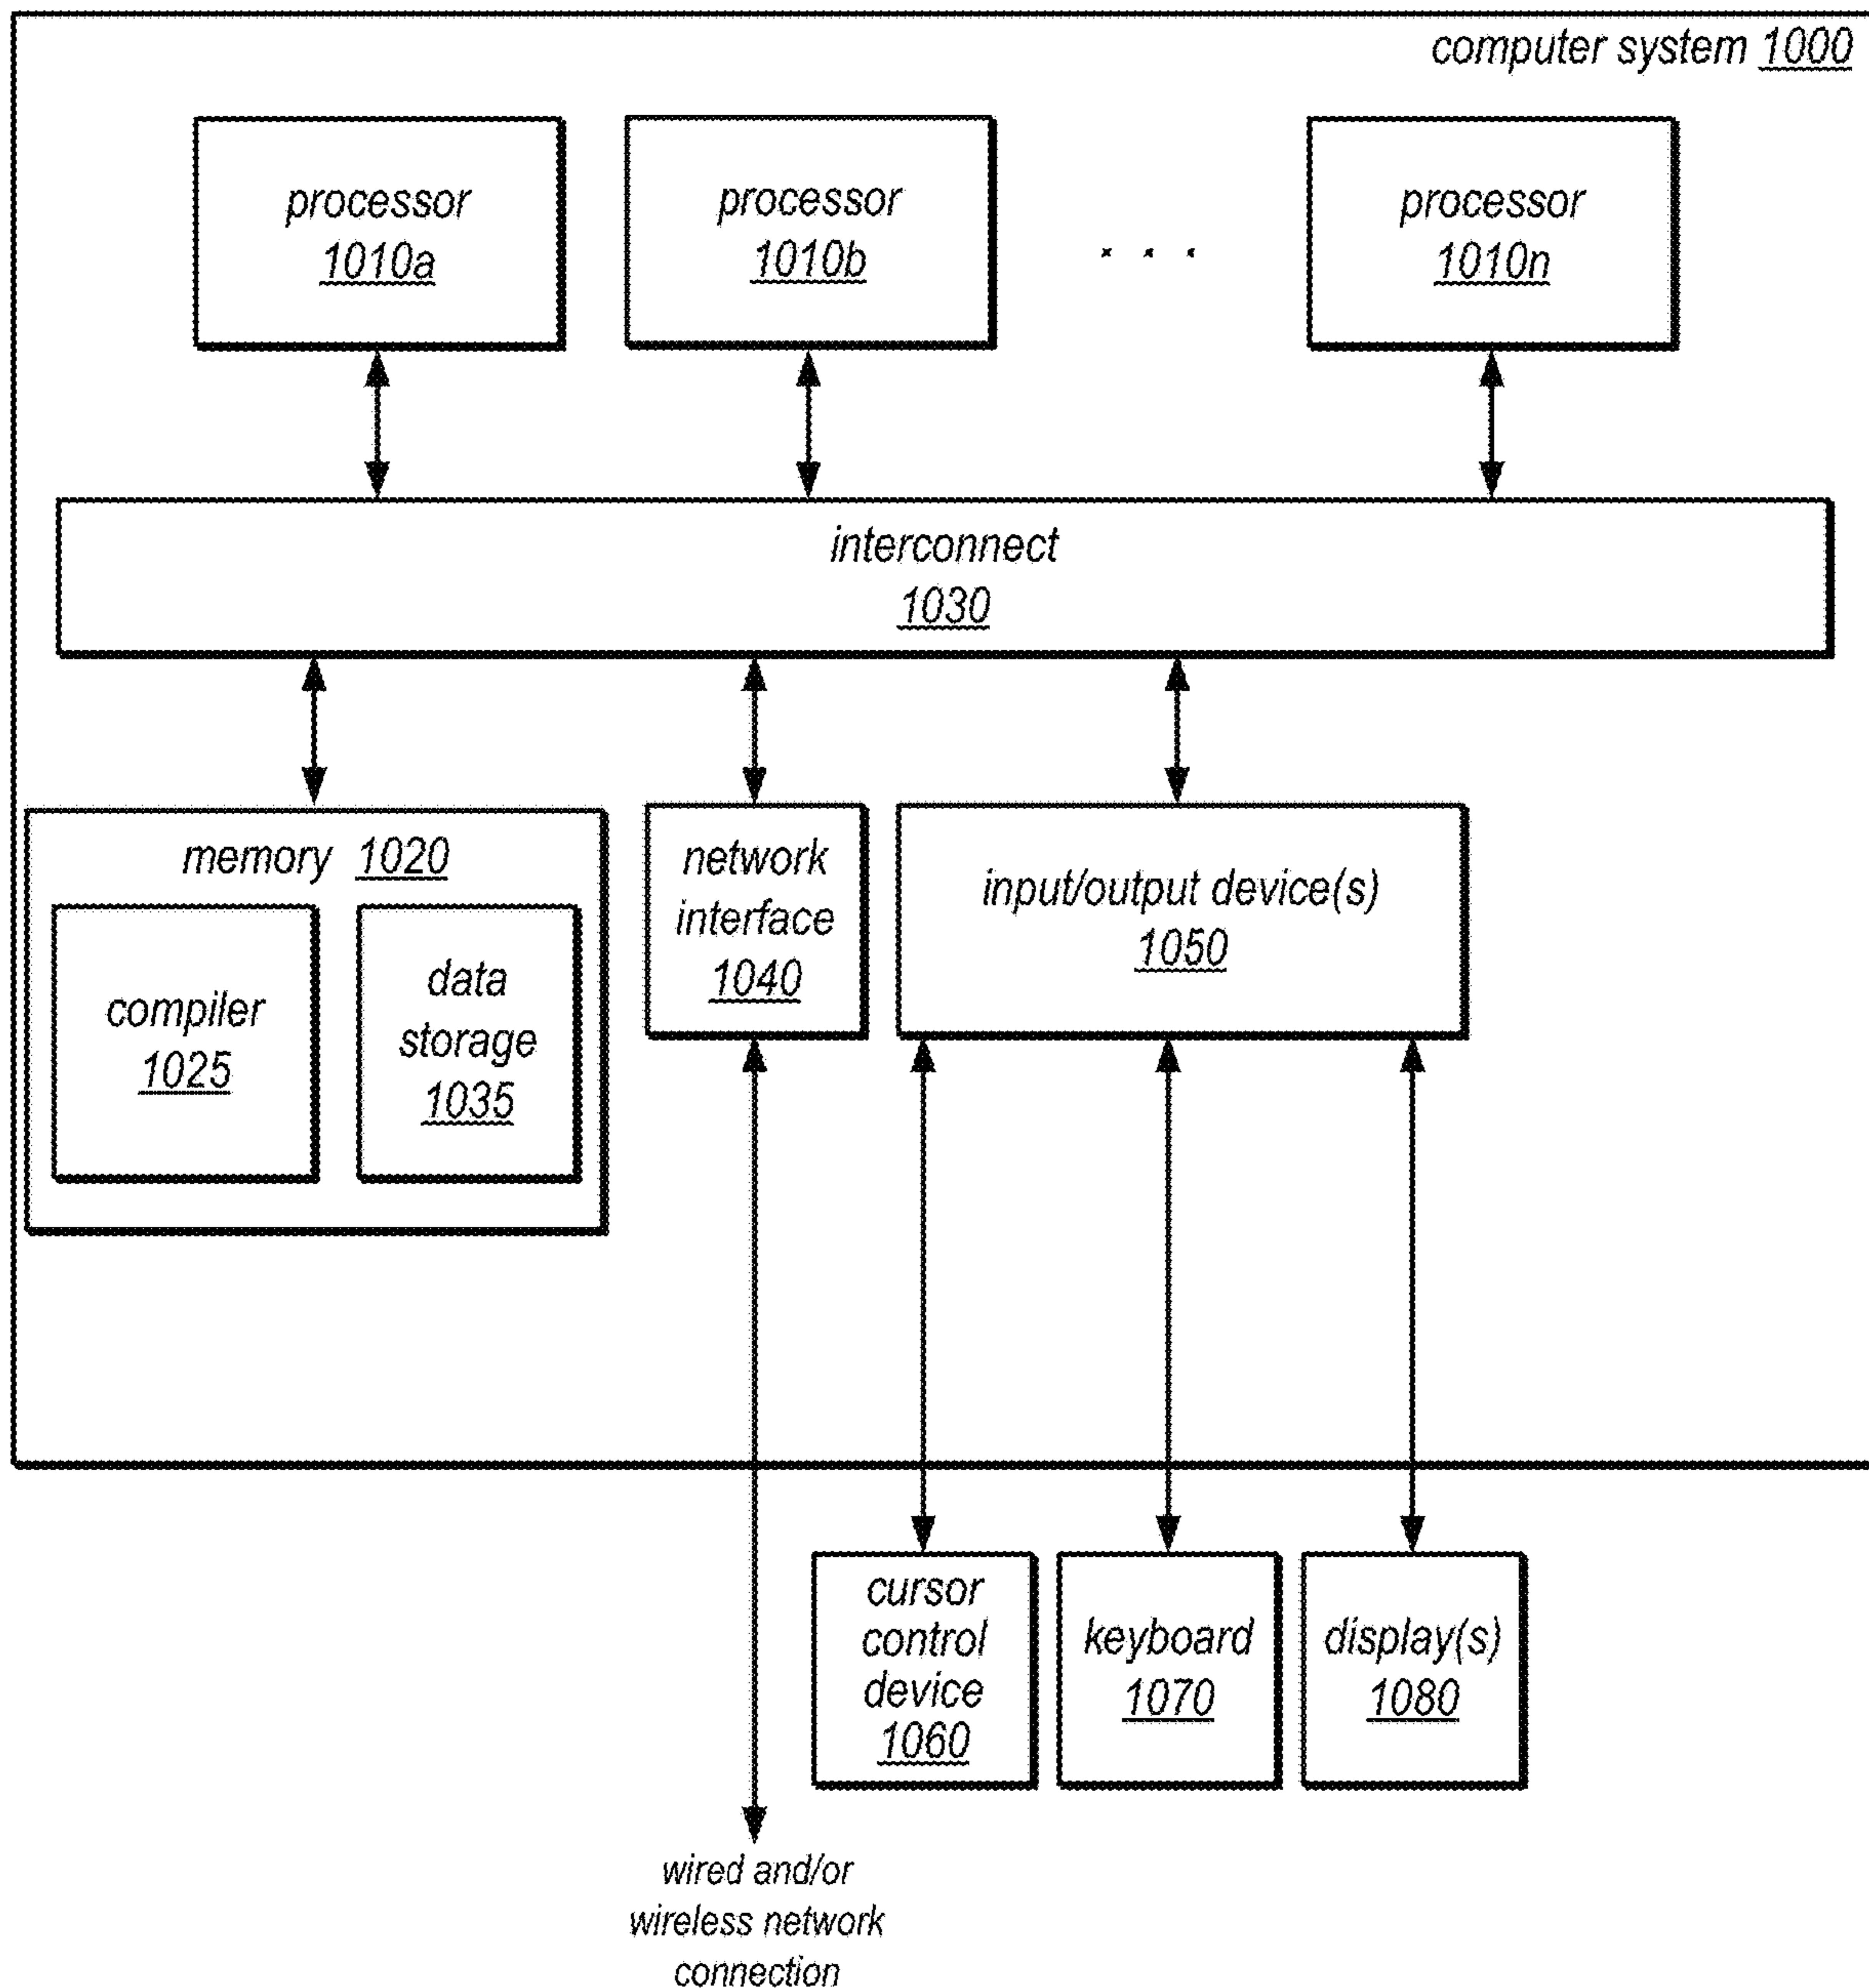 computer system 1000
processor
1010a
processor
1010b
. . .
processor
1010n
interconnect
1030
memory 1020
compiler
1025
data
storage
1035
network
interface
1040
input/output device(s)
1050
cursor
control
device
1060
keyboard
1070
display(s)
1080
wired and/or
wireless network
connection